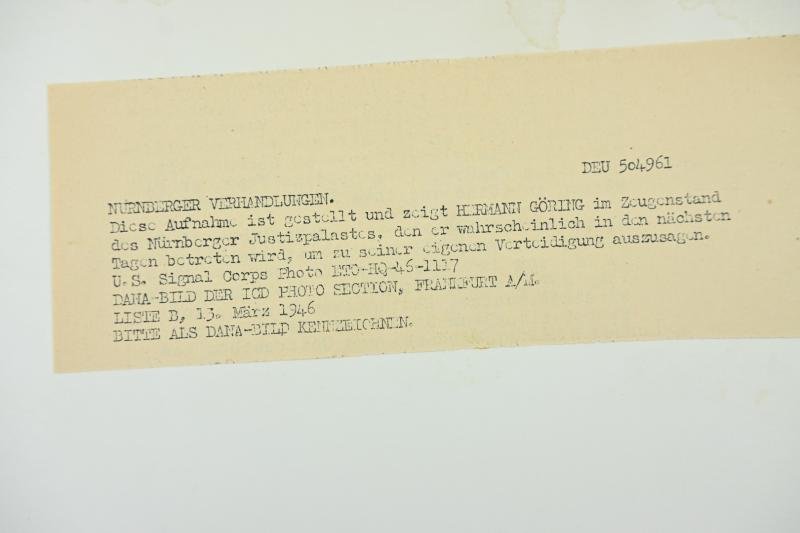 DEU 504961
NÜRNBERGER VERHANDLUNGEN.
Diese Aufnahme ist gestellt und zeigt HERMANN GÖRING im Zeugenstand
des Nürnberger Justizpalastes, den er wahrscheinlich in den nächsten
Tagen betreten wird, um zu seiner eigenen Verteidigung auszusagen.
U.S. Signal Corps Photo ETO-HQ-46-1117
DANA-BILD DER ICD PHOTO SECTION, FRANKFURT A/M.
LISTE B, 13. März 1946
BITTE ALS DANA-BILD KENNZEICHNEN.